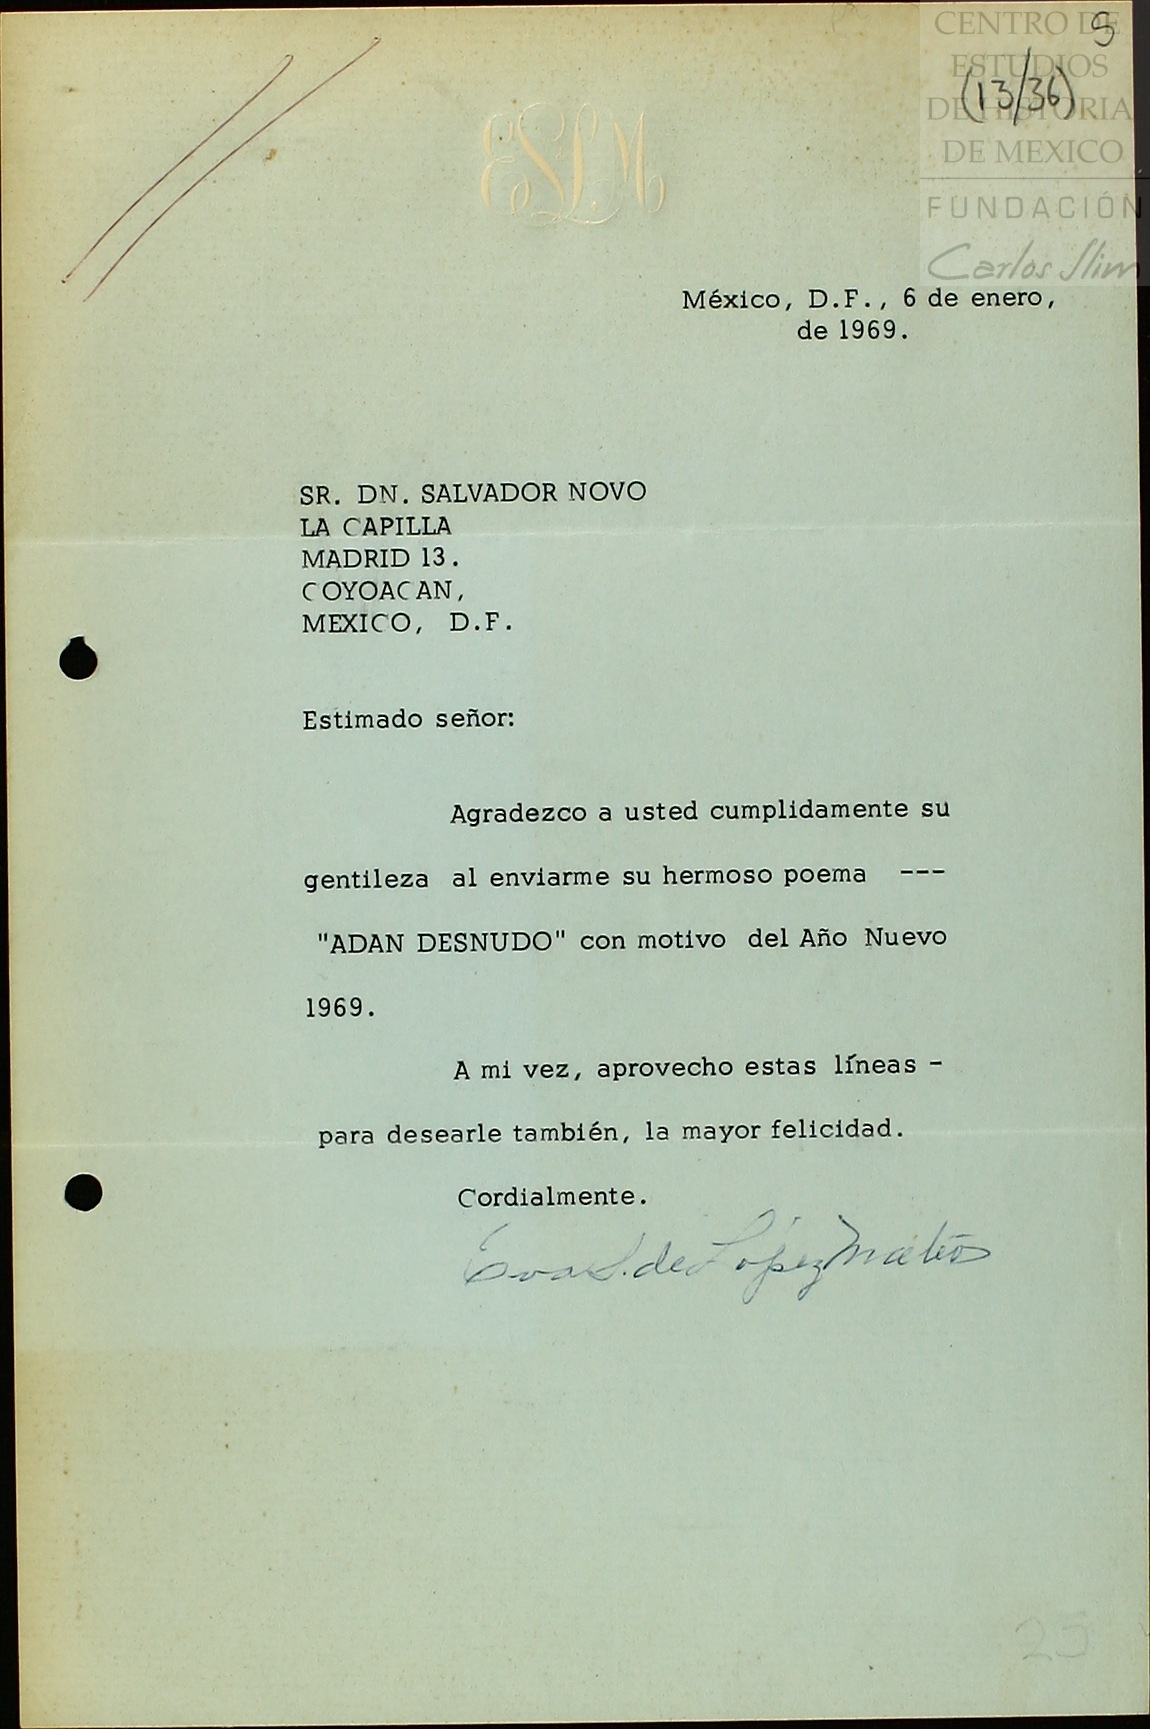 CENTRO DE
ESTUDIOS
DE HISTORIA
DE MEXICO
FUNDACIÓN
Carlos Slim
5
(13/36)
ESLM
México, D.F., 6 de enero,
de 1969.
SR. DN. SALVADOR NOVO
LA CAPILLA
MADRID 13.
COYOACAN,
MEXICO, D.F.
Estimado señor:
Agradezco a usted cumplidamente su
gentileza al enviarme su hermoso poema ---
"ADAN DESNUDO" con motivo del Año Nuevo
1969.
A mi vez, aprovecho estas líneas -
para desearle también, la mayor felicidad.
Cordialmente.
Eva S. de López Mateos
25